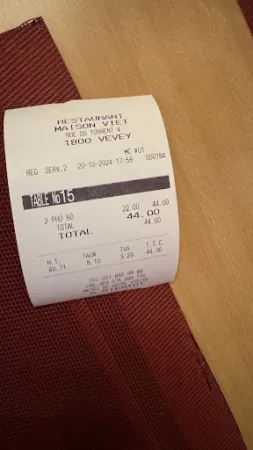 RESTAURANT
MAISON VIET
RUE DU TORRENT 4
1800 VEVEY
MC #01
REG SERV.2 20-10-2024 17:58 000184
TABLE No 15
2 PHO BO 22.00 44.00
TOTAL 44.00
TOTAL 44.00
H.T. TAUX TVA T.T.C.
40.71 8.10 3.29 44.00